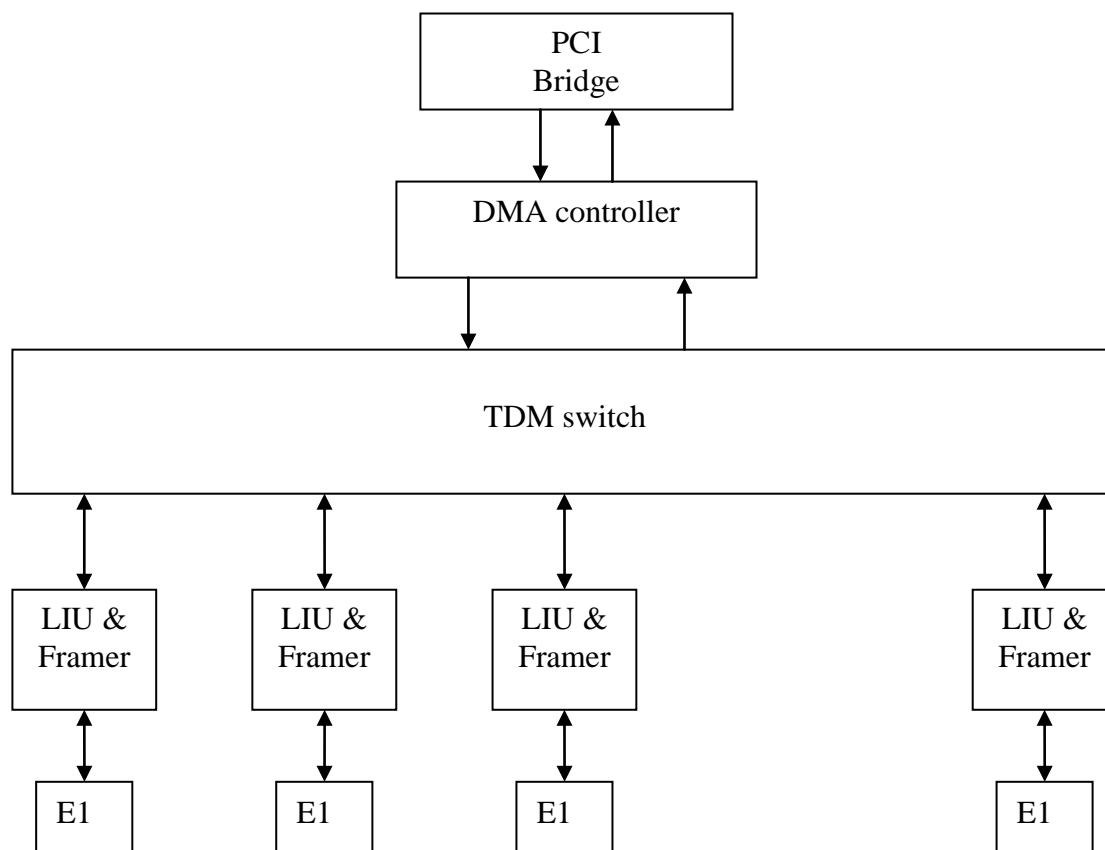 PCI
Bridge
DMA controller
TDM switch
LIU &
Framer
LIU &
Framer
LIU &
Framer
LIU &
Framer
E1
E1
E1
E1